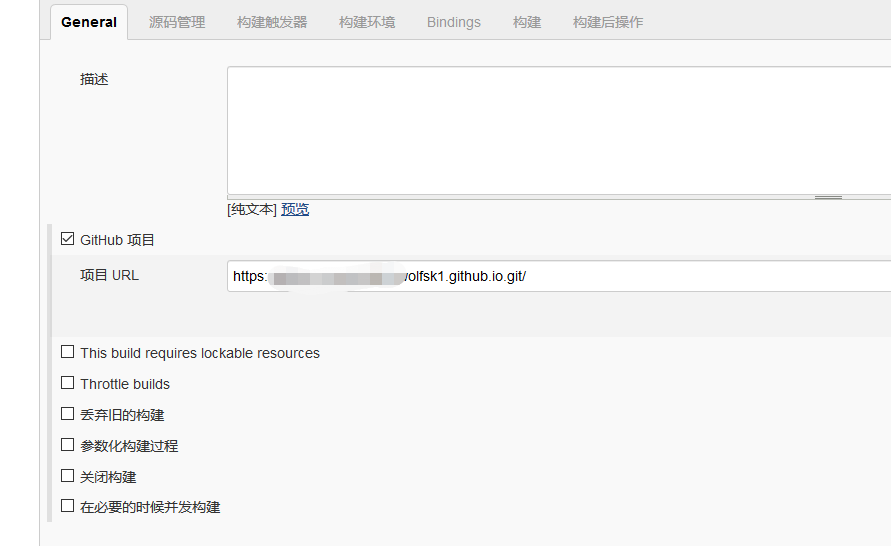 General 源码管理 构建触发器 构建环境 Bindings 构建 构建后操作
描述
[纯文本] 预览
GitHub 项目
项目 URL https: olfsk1.github.io.git/
This build requires lockable resources
Throttle builds
丢弃旧的构建
参数化构建过程
关闭构建
在必要的时候并发构建